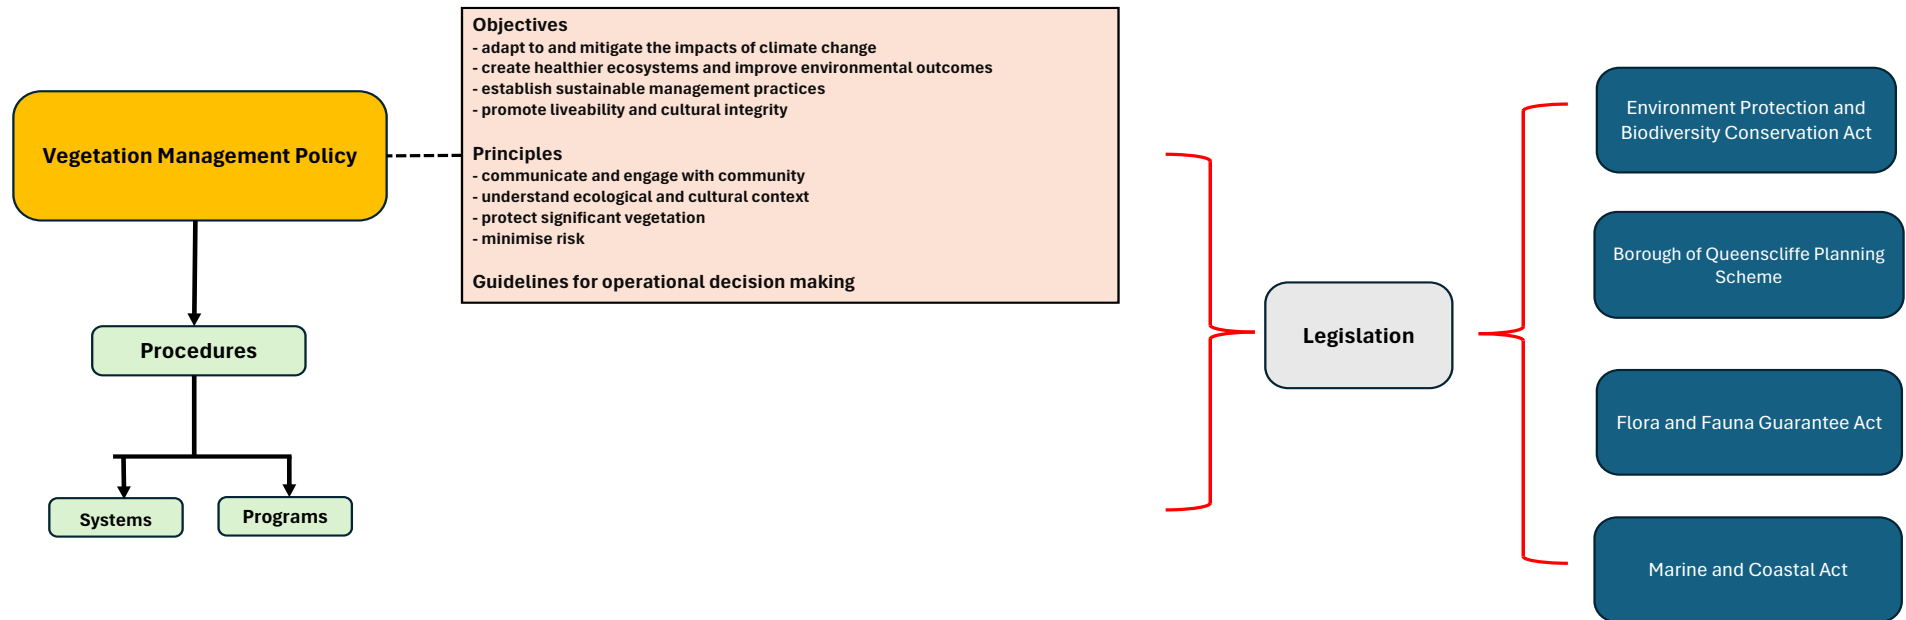 Vegetation Management Policy
Objectives
- adapt to and mitigate the impacts of climate change
- create healthier ecosystems and improve environmental outcomes
- establish sustainable management practices
- promote liveability and cultural integrity
Principles
- communicate and engage with community
- understand ecological and cultural context
- protect significant vegetation
- minimise risk
Guidelines for operational decision making
Procedures
Systems
Programs
Legislation
Environment Protection and
Biodiversity Conservation Act
Borough of Queenscliffe Planning
Scheme
Flora and Fauna Guarantee Act
Marine and Coastal Act